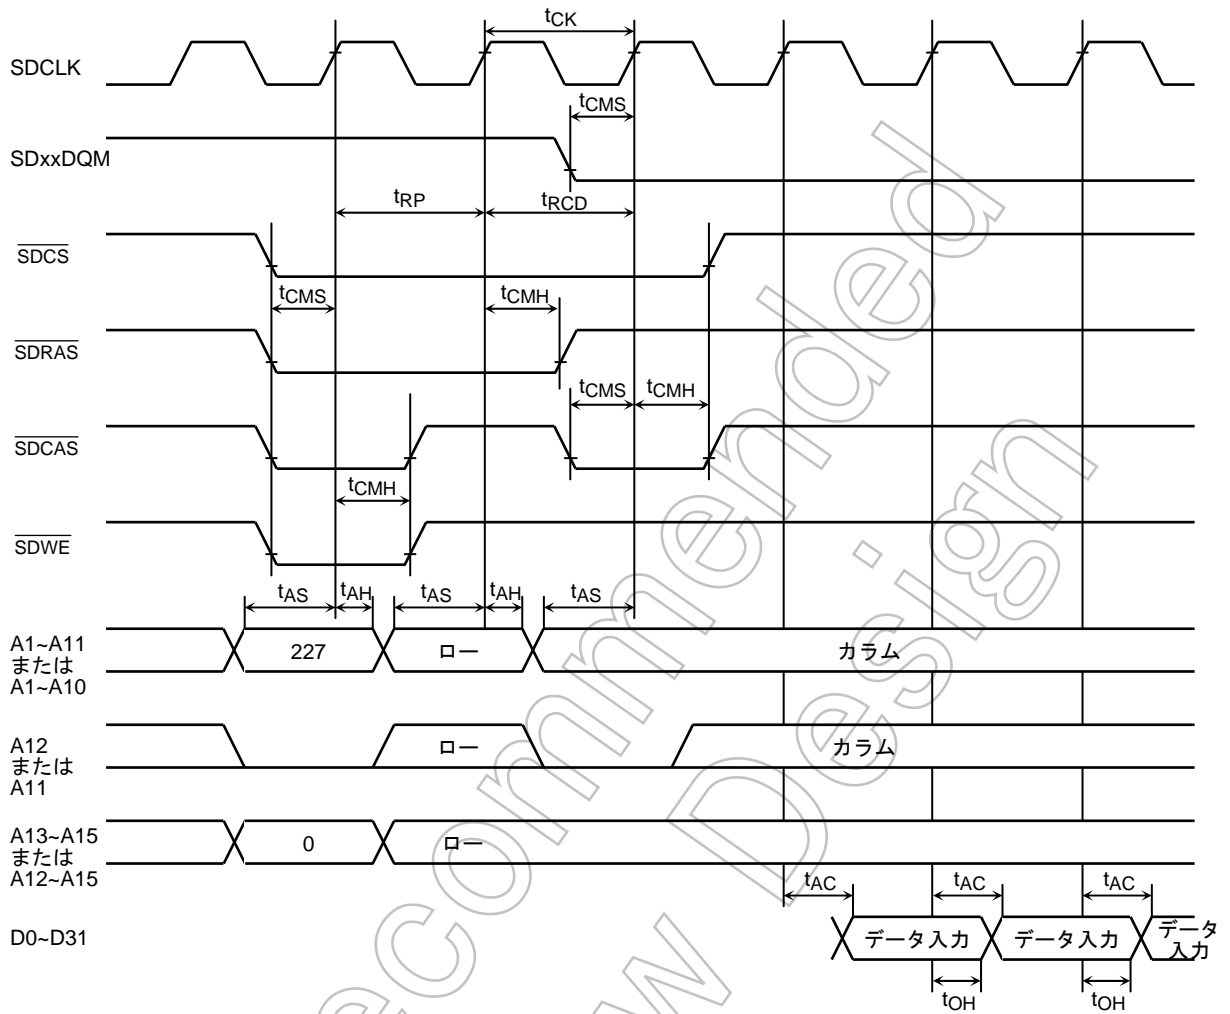 tCK
SDCLK
tCMS
SDxxDQM
tRP tRCD
SDCS
tCMS tCMH
SDRAS
tCMS tCMH
SDCAS
tCMH
SDWE
tAS tAH tAS tAH tAS
A1~A11
または
A1~A10
227 ロー カラム
A12
または
A11
ロー カラム
A13~A15
または
A12~A15
0 ロー
tAC tAC tAC
D0~D31
データ入力 データ入力 データ
入力
tOH tOH
ecommended
w Design